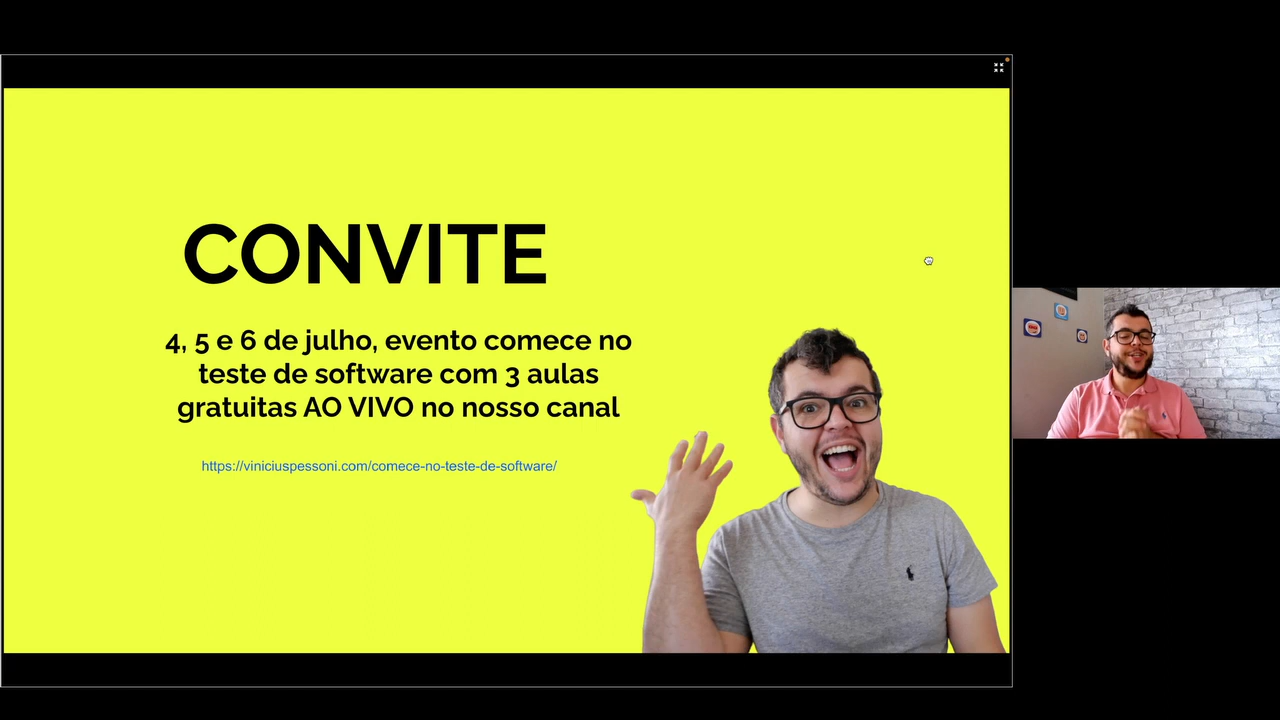 CONVITE
4, 5 e 6 de julho, evento comece no
teste de software com 3 aulas
gratuitas AO VIVO no nosso canal
https://viniciuspessoni.com/comece-no-teste-de-software/